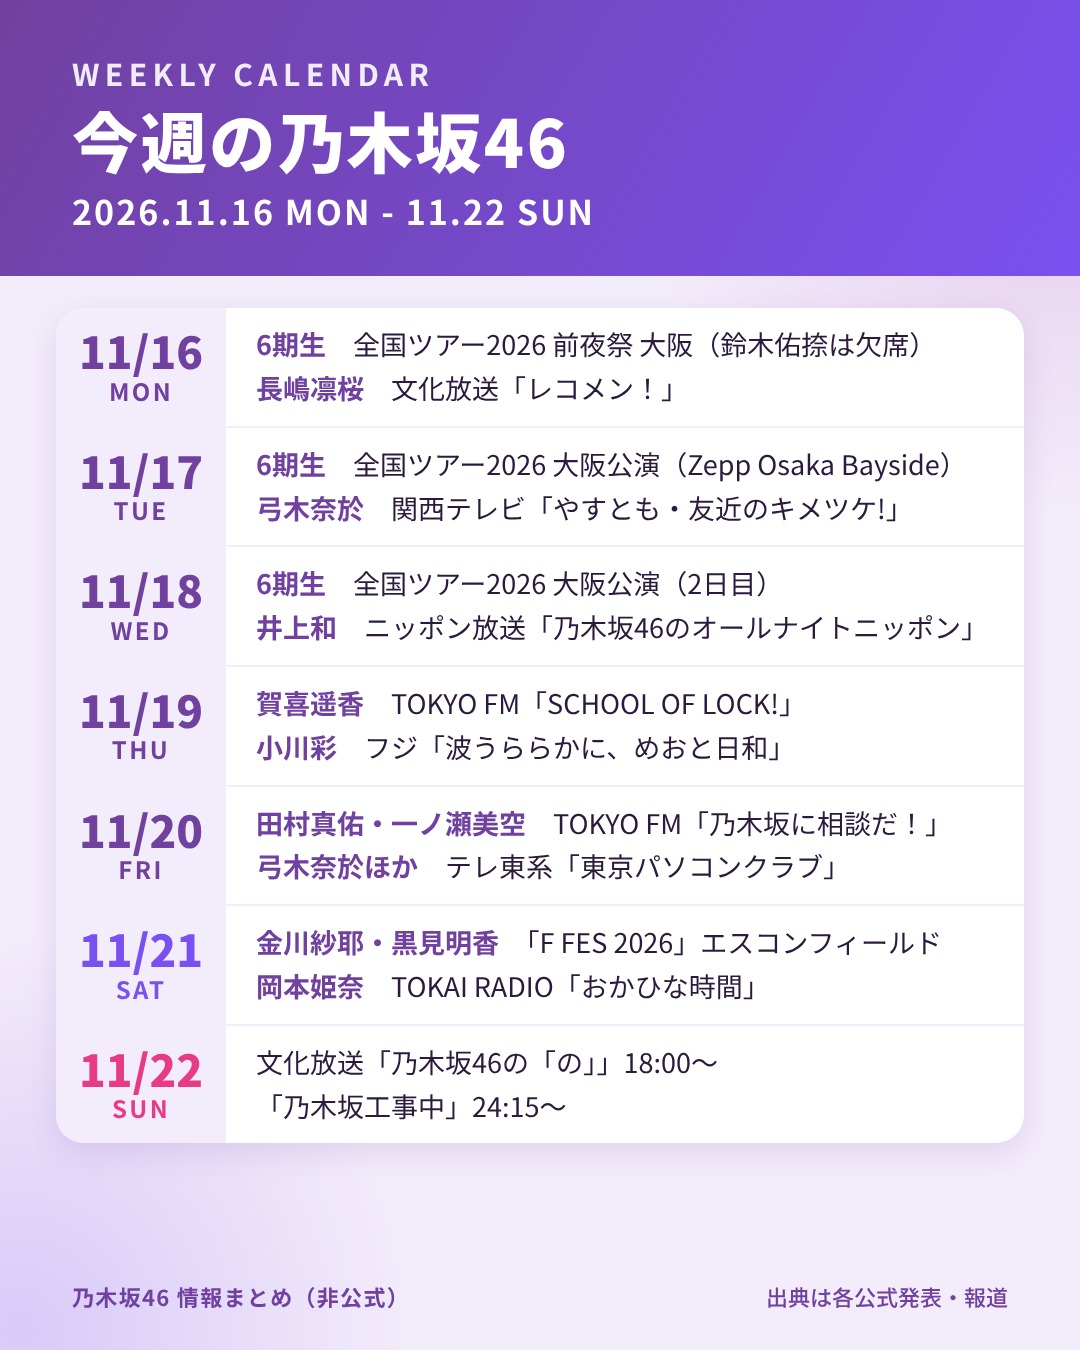 WEEKLY CALENDAR
今週の乃木坂46
2026.11.16 MON - 11.22 SUN
11/16
MON
6期生 全国ツアー2026 前夜祭 大阪（鈴木佑捺は欠席）
長嶋凛桜 文化放送「レコメン！」
11/17
TUE
6期生 全国ツアー2026 大阪公演（Zepp Osaka Bayside）
弓木奈於 関西テレビ「やすとも・友近のキメツケ!」
11/18
WED
6期生 全国ツアー2026 大阪公演（2日目）
井上和 ニッポン放送「乃木坂46のオールナイトニッポン」
11/19
THU
賀喜遥香 TOKYO FM「SCHOOL OF LOCK!」
小川彩 フジ「波うららかに、めおと日和」
11/20
FRI
田村真佑・一ノ瀬美空 TOKYO FM「乃木坂に相談だ！」
弓木奈於ほか テレ東系「東京パソコンクラブ」
11/21
SAT
金川紗耶・黒見明香 「F FES 2026」エスコンフィールド
岡本姫奈 TOKAI RADIO「おかひな時間」
11/22
SUN
文化放送「乃木坂46の「の」」18:00〜
「乃木坂工事中」24:15〜
乃木坂46 情報まとめ（非公式）
出典は各公式発表・報道